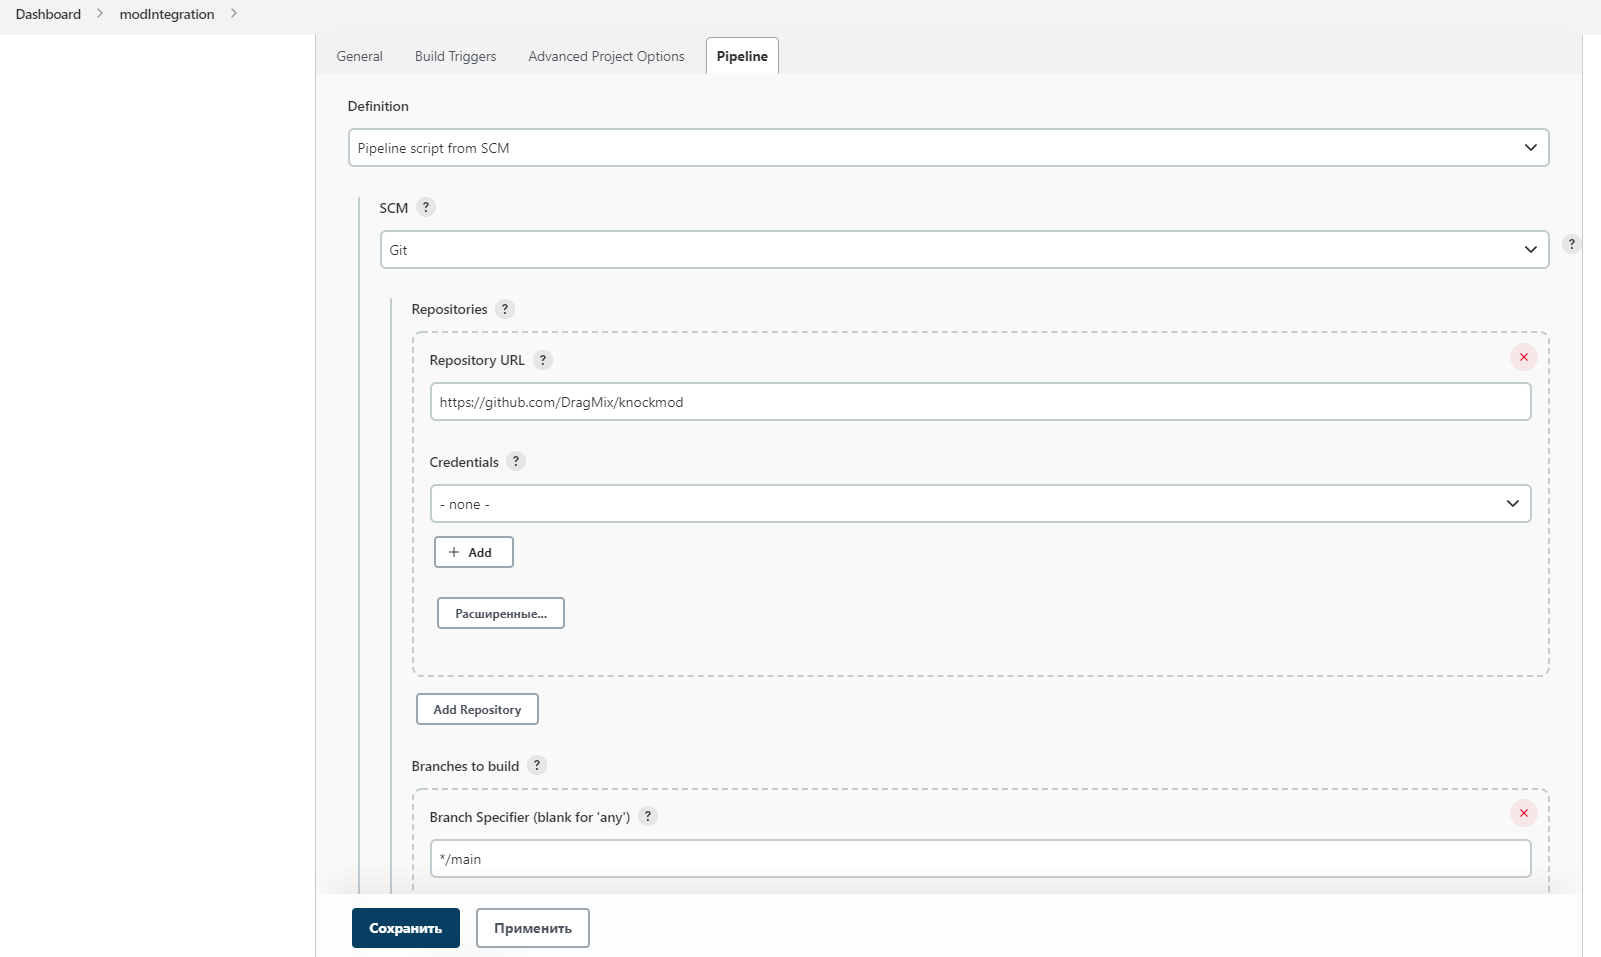 Dashboard > modIntegration >
General Build Triggers Advanced Project Options Pipeline
Definition
Pipeline script from SCM
SCM ?
Git
?
Repositories ?
Repository URL ?
https://github.com/DragMix/knockmod
Credentials ?
- none -
+ Add
Расширенные...
Add Repository
Branches to build ?
Branch Specifier (blank for 'any') ?
*/main
Сохранить Применить